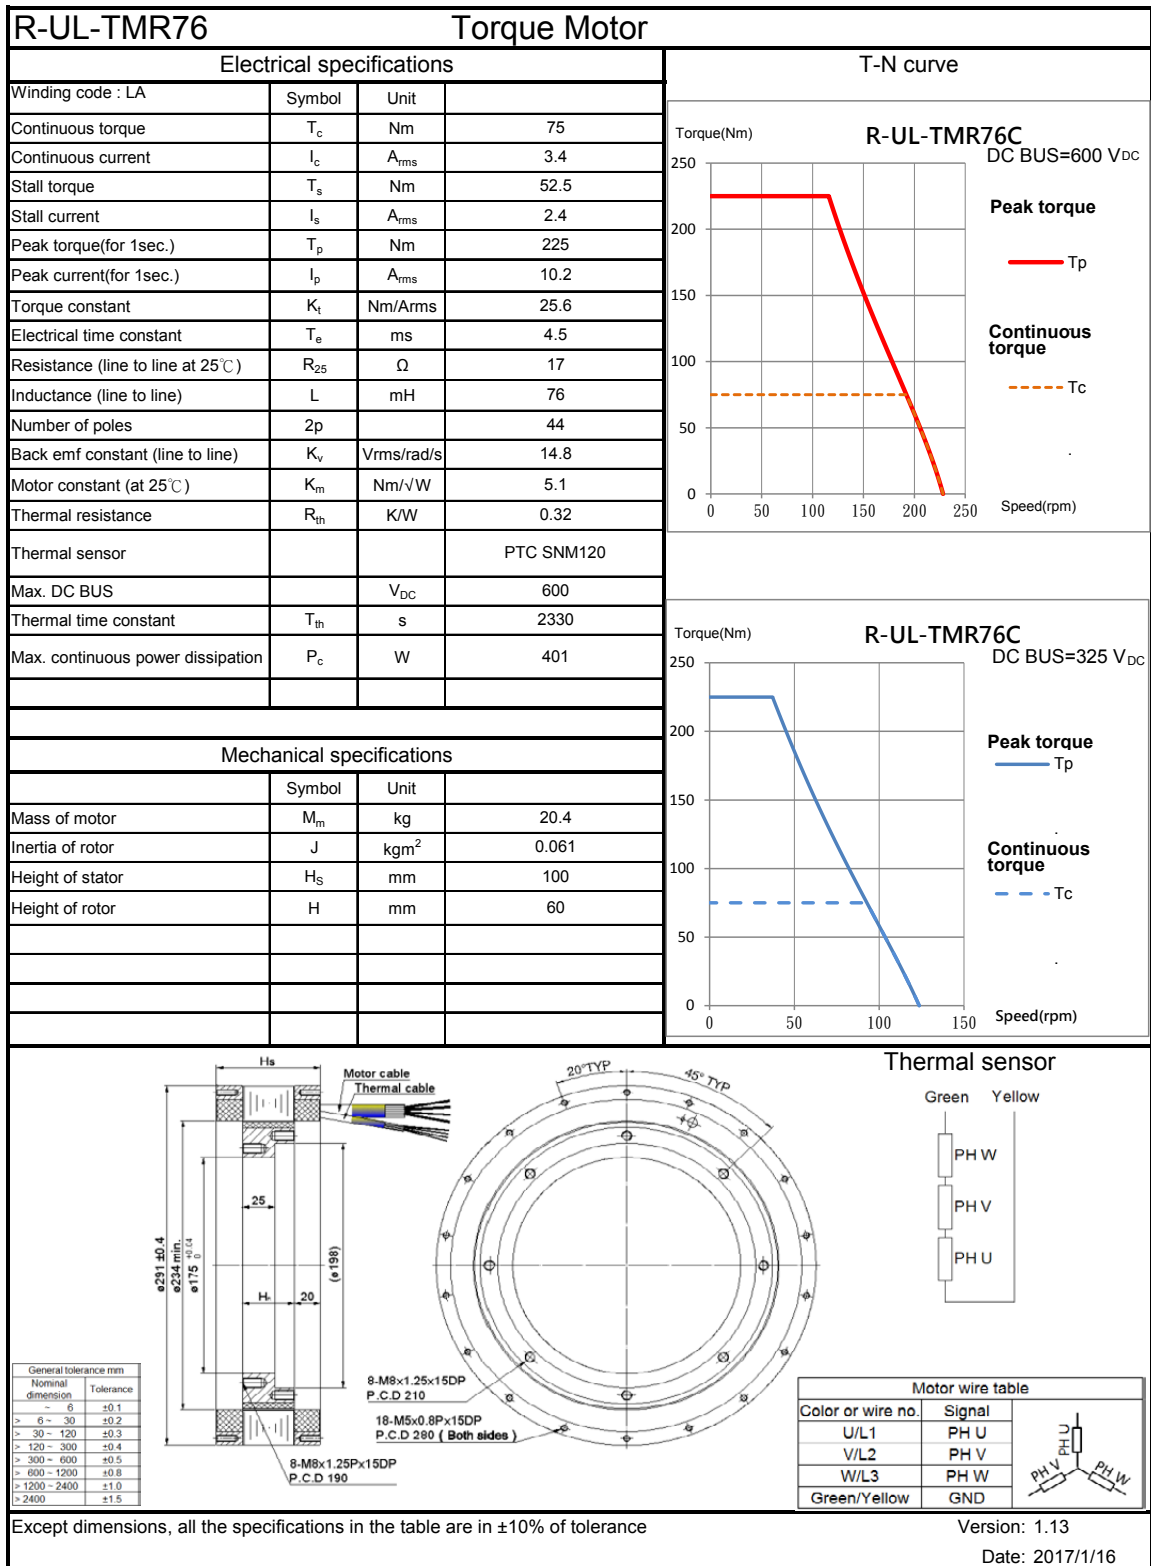 R-UL-TMR76 Torque Motor
Electrical specifications
Winding code : LA Symbol Unit
Continuous torque Tc Nm 75
Continuous current Ic Arms 3.4
Stall torque Ts Nm 52.5
Stall current Is Arms 2.4
Peak torque(for 1sec.) Tp Nm 225
Peak current(for 1sec.) Ip Arms 10.2
Torque constant Kt Nm/Arms 25.6
Electrical time constant Te ms 4.5
Resistance (line to line at 25℃) R25 Ω 17
Inductance (line to line) L mH 76
Number of poles 2p 44
Back emf constant (line to line) Kv Vrms/rad/s 14.8
Motor constant (at 25℃) Km Nm/√W 5.1
Thermal resistance Rth K/W 0.32
Thermal sensor PTC SNM120
Max. DC BUS VDC 600
Thermal time constant Tth s 2330
Max. continuous power dissipation Pc W 401
Mechanical specifications
Symbol Unit
Mass of motor Mm kg 20.4
Inertia of rotor J kgm² 0.061
Height of stator HS mm 100
Height of rotor H mm 60
T-N curve
Torque(Nm) R-UL-TMR76C
DC BUS=600 VDC
250
200
150
100
50
0
0 50 100 150 200 250 Speed(rpm)
Peak torque
Tp
Continuous
torque
Tc
.
Torque(Nm) R-UL-TMR76C
DC BUS=325 VDC
250
200
150
100
50
0
0 50 100 150 Speed(rpm)
Peak torque
Tp
.
Continuous
torque
Tc
.
Hs
Motor cable
Thermal cable
25
H- 20
ø291 ±0.4
ø234 min.
ø175 +0.04 0
(ø198)
8-M8x1.25Px15DP
P.C.D 190
20°TYP
45° TYP
8-M8x1.25x15DP
P.C.D 210
18-M5x0.8Px15DP
P.C.D 280 ( Both sides )
Thermal sensor
Green Yellow
PH W
PH V
PH U
General tolerance mm
Nominal dimension Tolerance
~ 6 ±0.1
> 6 ~ 30 ±0.2
> 30 ~ 120 ±0.3
> 120 ~ 300 ±0.4
> 300 ~ 600 ±0.5
> 600 ~ 1200 ±0.8
> 1200 ~ 2400 ±1.0
> 2400 ±1.5
Motor wire table
Color or wire no. Signal
U/L1 PH U
V/L2 PH V
W/L3 PH W
Green/Yellow GND
PH U
PH V
PH W
Except dimensions, all the specifications in the table are in ±10% of tolerance
Version: 1.13
Date: 2017/1/16